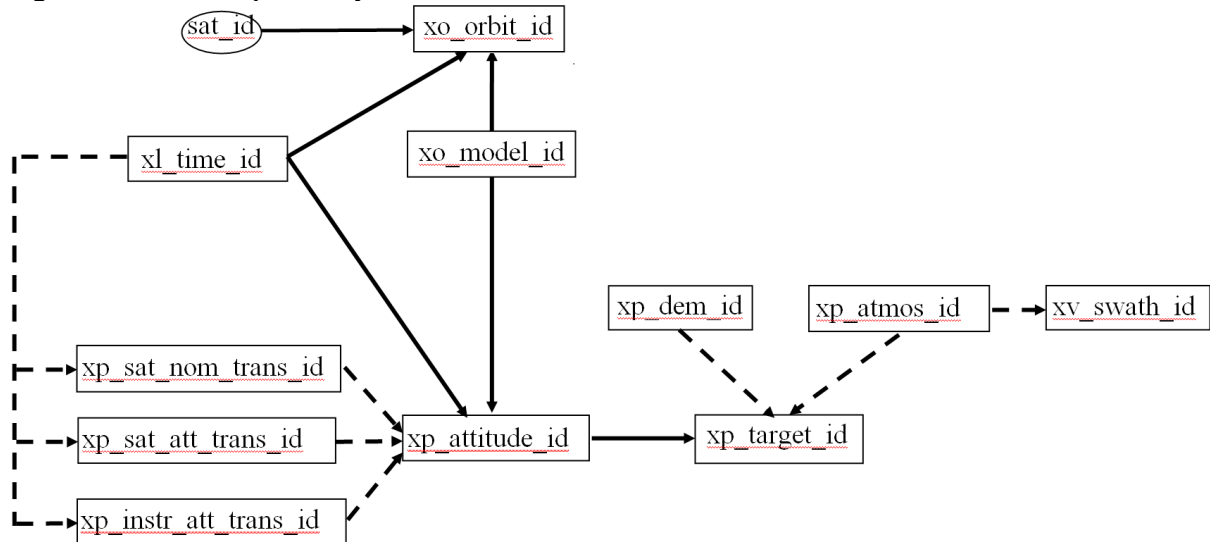 sat_id
xo_orbit_id
xl_time_id
xo_model_id
xp_dem_id
xp_atmos_id
xv_swath_id
xp_sat_nom_trans_id
xp_sat_att_trans_id
xp_attitude_id
xp_target_id
xp_instr_att_trans_id